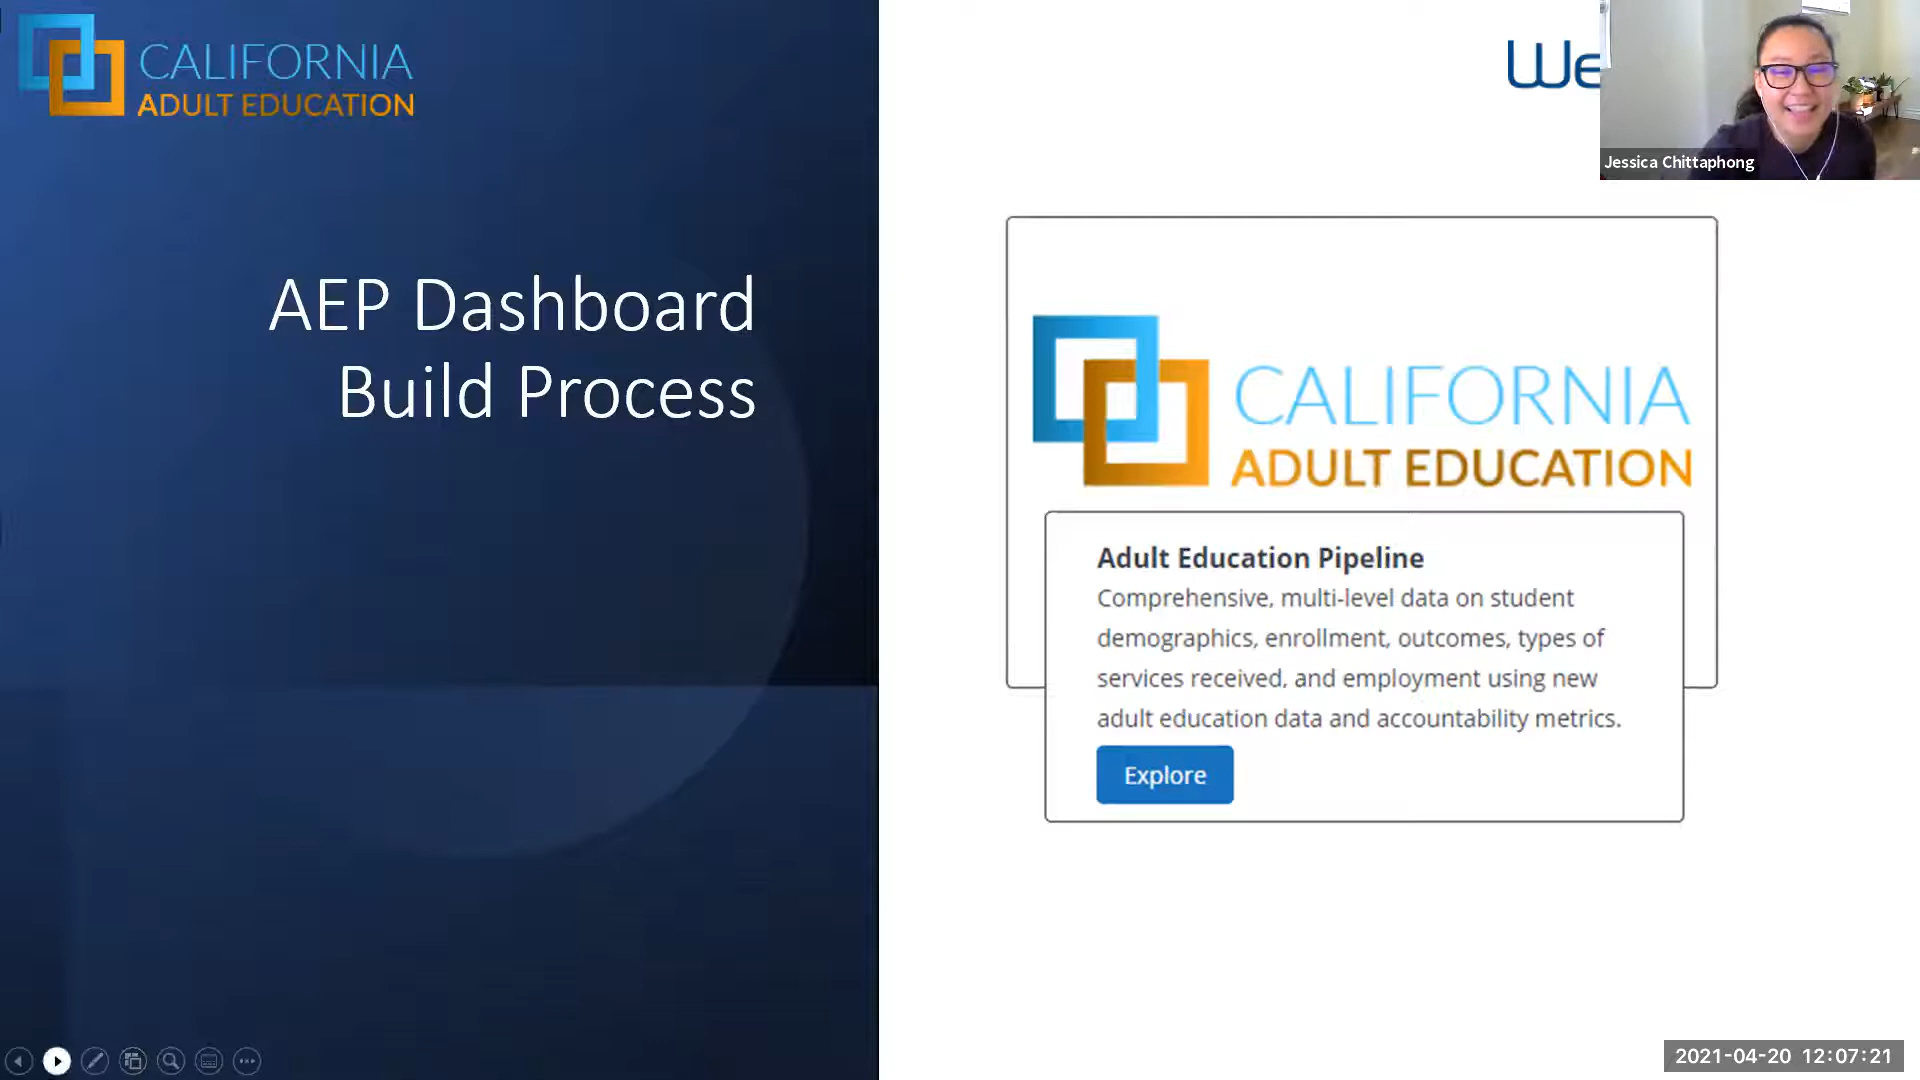 CALIFORNIA
ADULT EDUCATION
AEP Dashboard
Build Process
We
Jessica Chittaphong
CALIFORNIA
ADULT EDUCATION
Adult Education Pipeline
Comprehensive, multi-level data on student
demographics, enrollment, outcomes, types of
services received, and employment using new
adult education data and accountability metrics.
Explore
2021-04-20 12:07:21